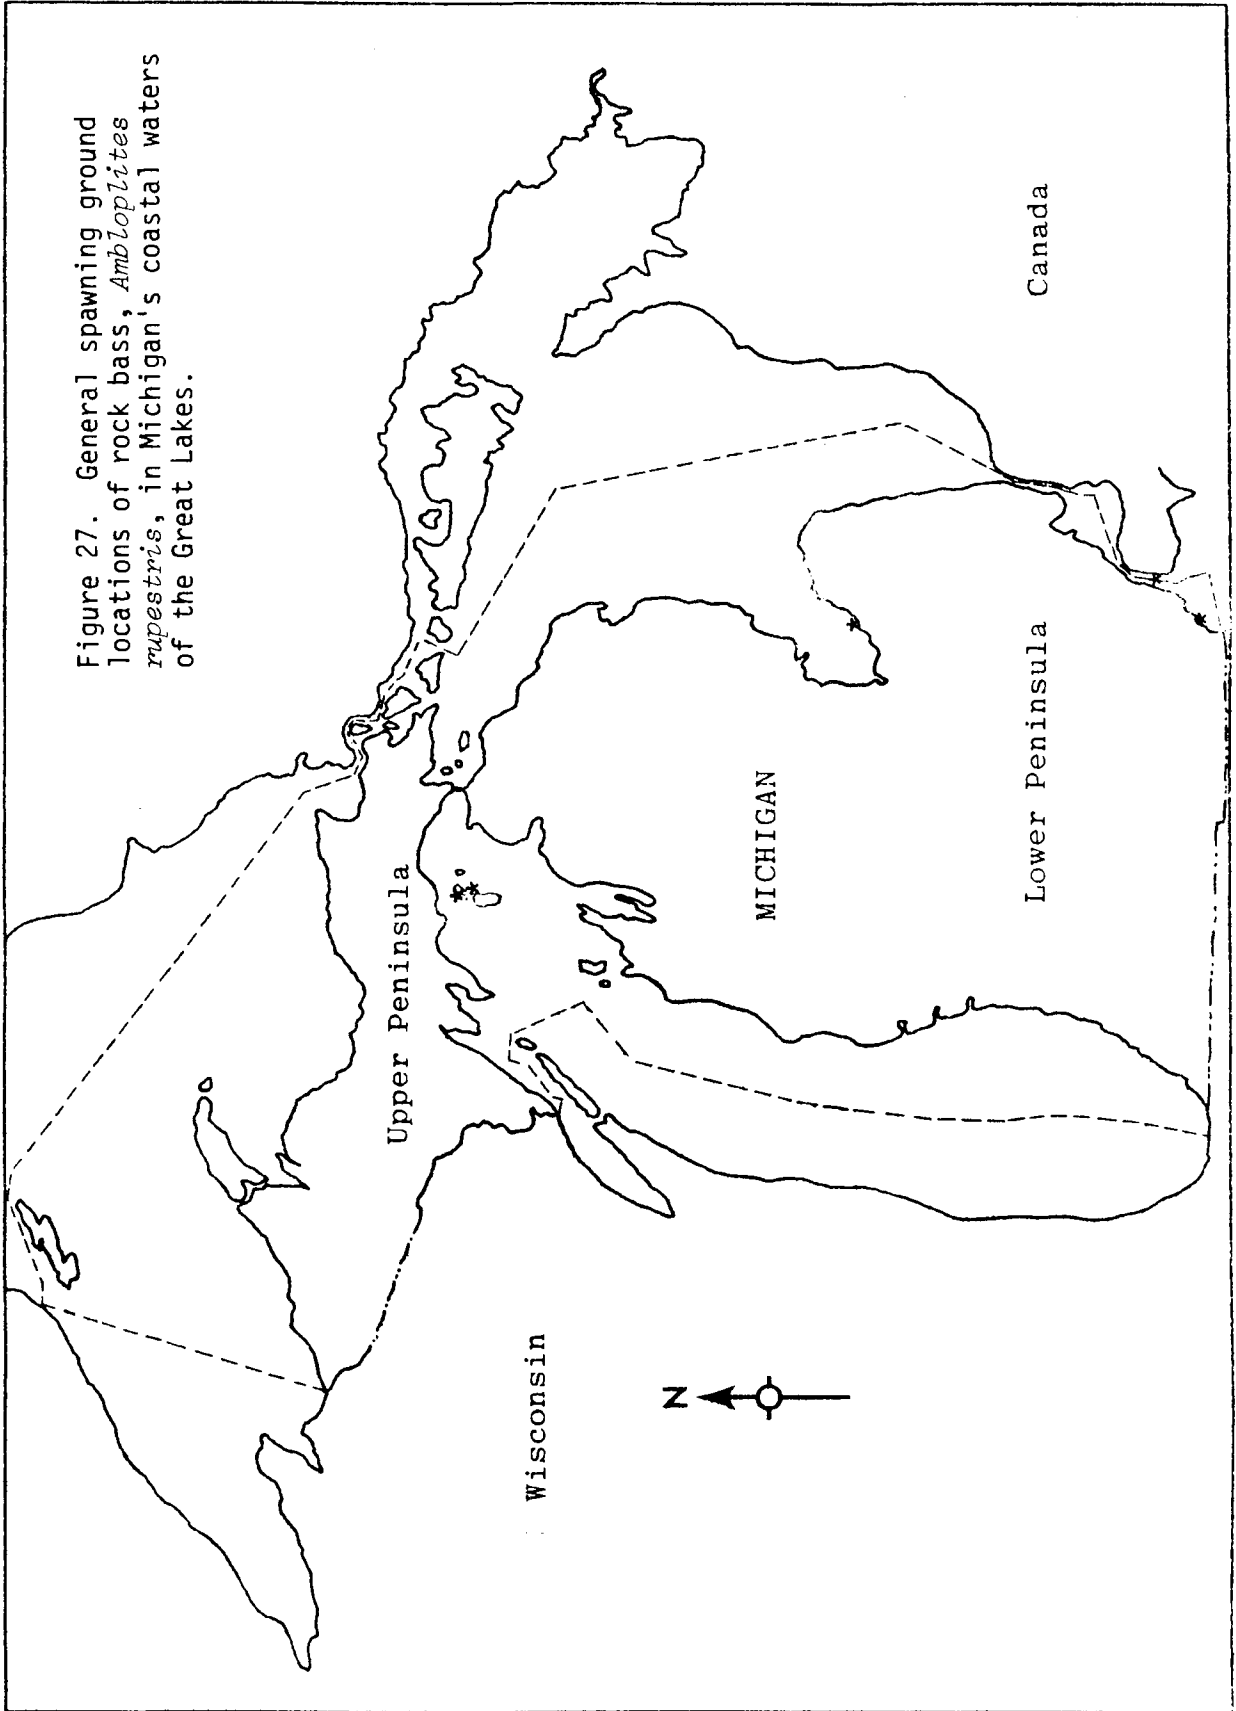 Figure 27. General spawning ground
locations of rock bass, Ambloplites
rupestris, in Michigan's coastal waters
of the Great Lakes.
Upper Peninsula
Wisconsin
N
MICHIGAN
Lower Peninsula
Canada